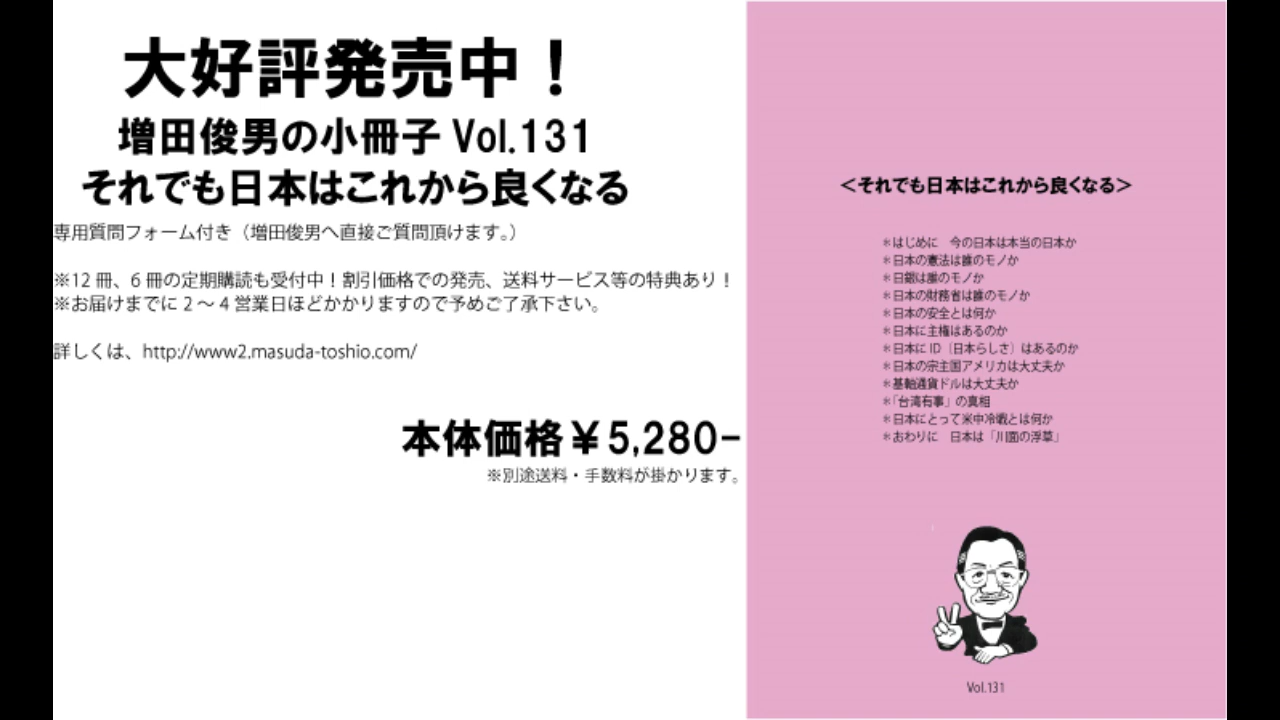 大好評発売中！
増田俊男の小冊子 Vol.131
それでも日本はこれから良くなる
専用質問フォーム付き（増田俊男へ直接ご質問頂けます。）
※12 冊、6 冊の定期購読も受付中！割引価格での発売、送料サービス等の特典あり！
※お届けまでに 2 ～ 4 営業日ほどかかりますので予めご了承下さい。
詳しくは、http://www2.masuda-toshio.com/
本体価格￥5,280−
※別途送料・手数料が掛かります。
＜それでも日本はこれから良くなる＞
＊はじめに　今の日本は本当の日本か
＊日本の憲法は誰のモノか
＊日銀は誰のモノか
＊日本の財務省は誰のモノか
＊日本の安全とは何か
＊日本に主権はあるのか
＊日本に ID（日本らしさ）はあるのか
＊日本の宗主国アメリカは大丈夫か
＊基軸通貨ドルは大丈夫か
＊「台湾有事」の真相
＊日本にとって米中冷戦とは何か
＊おわりに　日本は「川面の浮草」
Vol.131